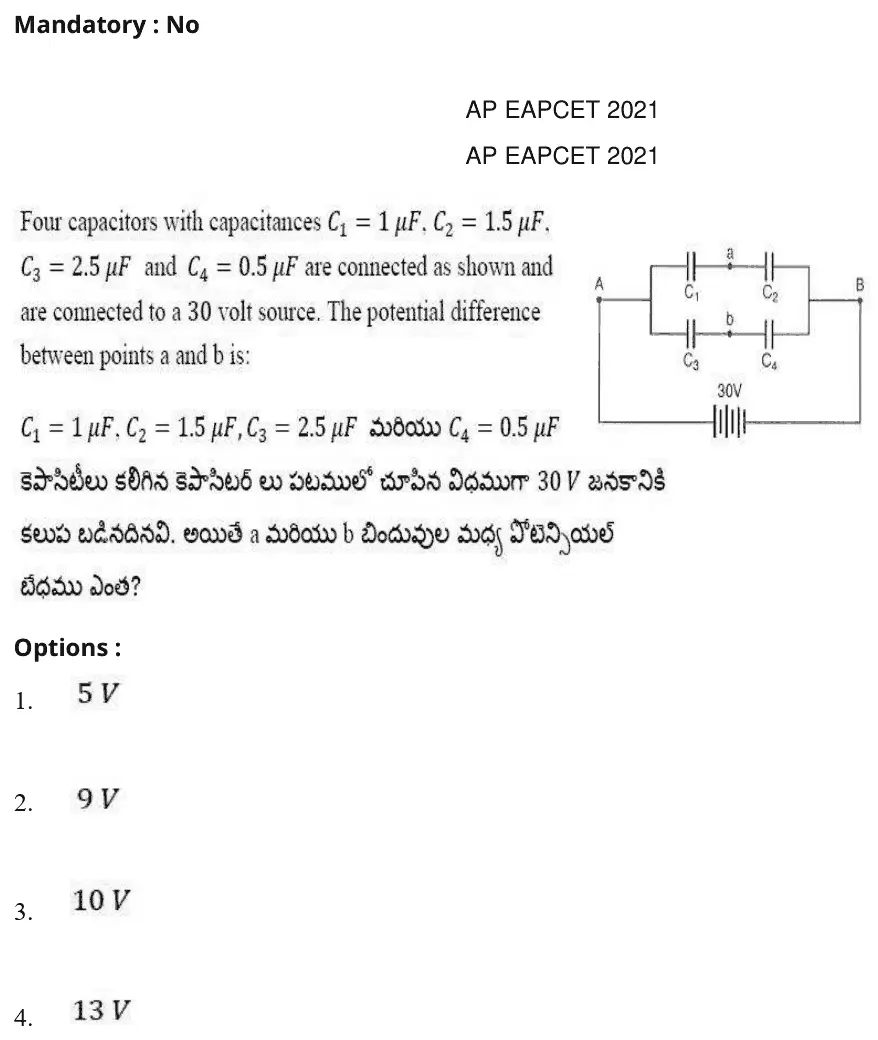 Mandatory : No
AP EAPCET 2021
AP EAPCET 2021
Four capacitors with capacitances C₁ = 1 μF, C₂ = 1.5 μF,
C₃ = 2.5 μF and C₄ = 0.5 μF are connected as shown and
are connected to a 30 volt source. The potential difference
between points a and b is:
A
a
B
C₁
C₂
b
C₃
C₄
30V
C₁ = 1 μF, C₂ = 1.5 μF, C₃ = 2.5 μF మరియు C₄ = 0.5 μF
కెపాసిటీలు కలిగిన కెపాసిటర్ లు పటములో చూపిన విధముగా 30 V జనకానికి
కలుప బడినదినవి. అయితే a మరియు b బిందువుల మధ్య పోటెన్సియల్
బేధము ఎంత?
Options :
1. 5 V
2. 9 V
3. 10 V
4. 13 V